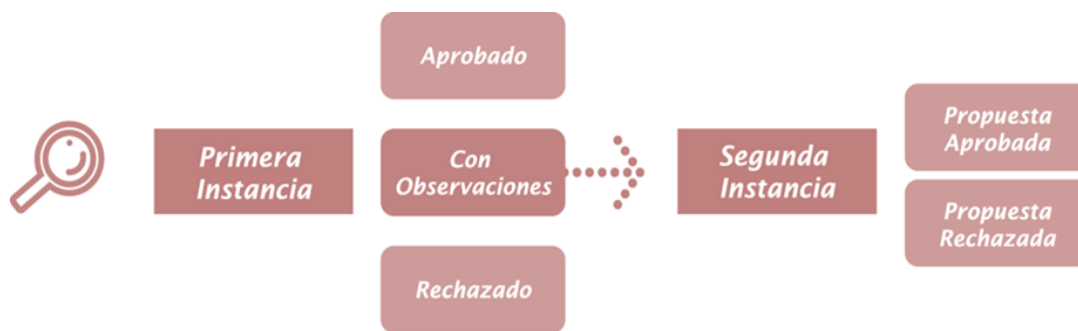 Primera
Instancia
Aprobado
Con
Observaciones
Rechazado
Segunda
Instancia
Propuesta
Aprobada
Propuesta
Rechazada